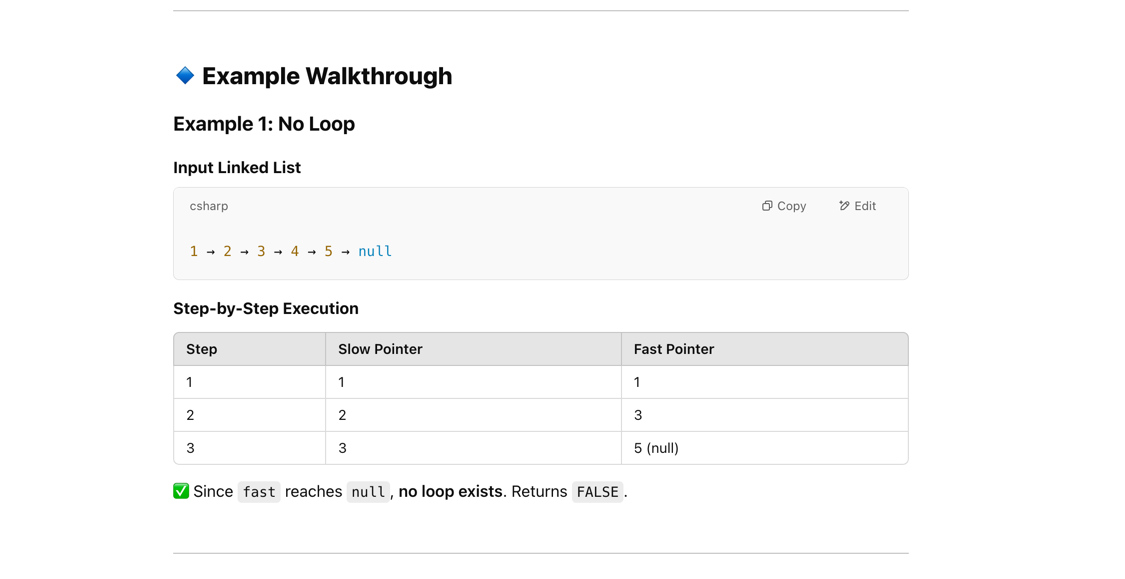 🔷 Example Walkthrough
Example 1: No Loop
Input Linked List
csharp Copy Edit
1 → 2 → 3 → 4 → 5 → null
Step-by-Step Execution
Step Slow Pointer Fast Pointer
1 1 1
2 2 3
3 3 5 (null)
✅ Since fast reaches null, no loop exists. Returns FALSE.